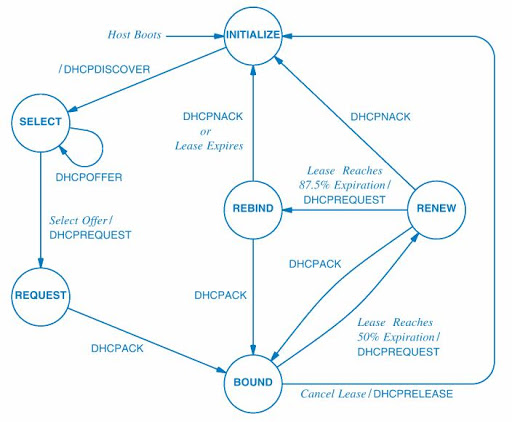 Host Boots
INITIALIZE
/DHCPDISCOVER
SELECT
DHCPOFFER
DHCPNACK
or
Lease Expires
DHCPNACK
Lease Reaches
87.5% Expiration/
DHCPREQUEST
REBIND
RENEW
Select Offer/
DHCPREQUEST
DHCPACK
DHCPACK
REQUEST
Lease Reaches
50% Expiration/
DHCPREQUEST
DHCPACK
BOUND
Cancel Lease/DHCPRELEASE